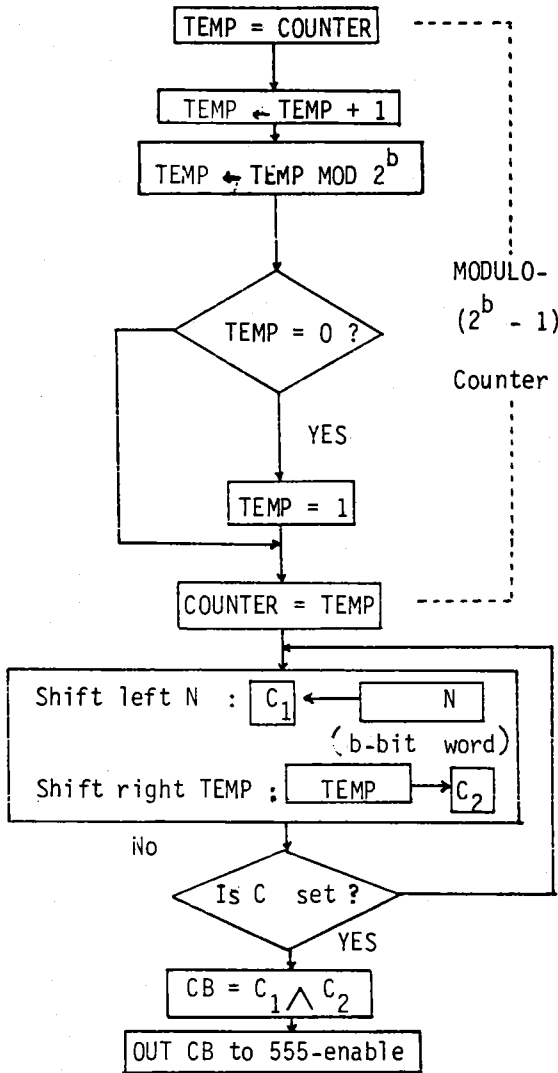 TEMP = COUNTER
TEMP ← TEMP + 1
TEMP ← TEMP MOD 2^b
MODULO-
(2^b - 1)
Counter
TEMP = 0 ?
YES
TEMP = 1
COUNTER = TEMP
Shift left N : C₁ ← N
(b-bit word)
Shift right TEMP : TEMP → C₂
No
Is C set ?
YES
CB = C₁ ⋀ C₂
OUT CB to 555-enable